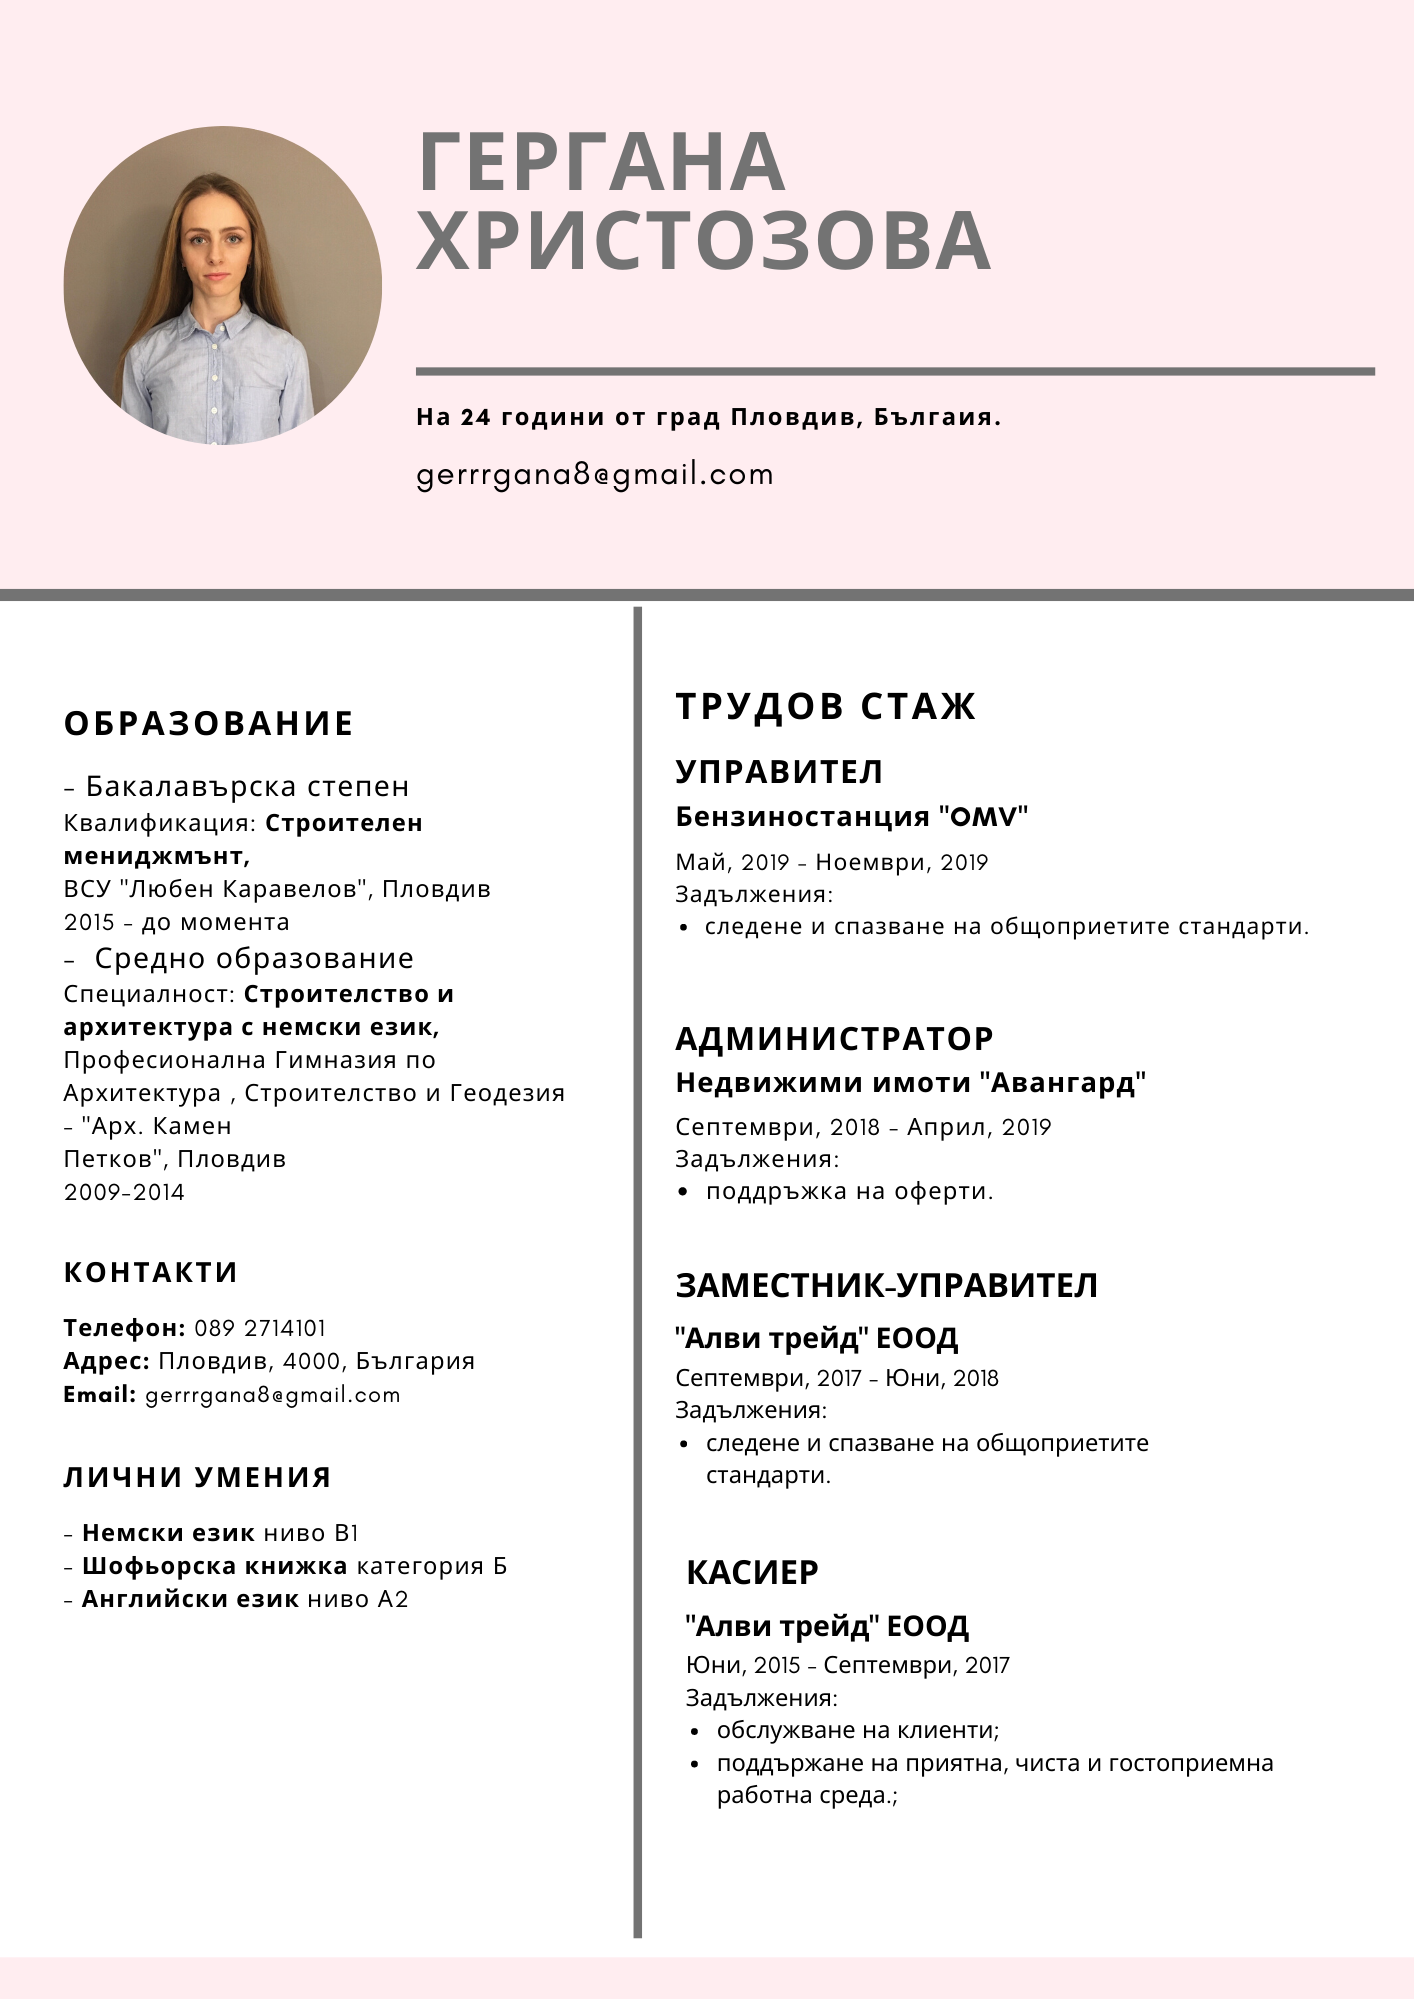 ГЕРГАНА
ХРИСТОЗОВА
На 24 години от град Пловдив, Бългаия.
gerrrgana8@gmail.com
ОБРАЗОВАНИЕ
– Бакалавърска степен
Квалификация: Строителен
мениджмънт,
ВСУ "Любен Каравелов", Пловдив
2015 – до момента
– Средно образование
Специалност: Строителство и
архитектура с немски език,
Професионална Гимназия по
Архитектура , Строителство и Геодезия
– "Арх. Камен
Петков", Пловдив
2009-2014
КОНТАКТИ
Телефон: 089 2714101
Адрес: Пловдив, 4000, България
Email: gerrrgana8@gmail.com
ЛИЧНИ УМЕНИЯ
– Немски език ниво B1
– Шофьорска книжка категория Б
– Английски език ниво А2
ТРУДОВ СТАЖ
УПРАВИТЕЛ
Бензиностанция "OMV"
Май, 2019 – Ноември, 2019
Задължения:
• следене и спазване на общоприетите стандарти.
АДМИНИСТРАТОР
Недвижими имоти "Авангард"
Септември, 2018 – Април, 2019
Задължения:
• поддръжка на оферти.
ЗАМЕСТНИК-УПРАВИТЕЛ
"Алви трейд" ЕООД
Септември, 2017 – Юни, 2018
Задължения:
• следене и спазване на общоприетите
стандарти.
КАСИЕР
"Алви трейд" ЕООД
Юни, 2015 – Септември, 2017
Задължения:
• обслужване на клиенти;
• поддържане на приятна, чиста и гостоприемна
работна среда.;